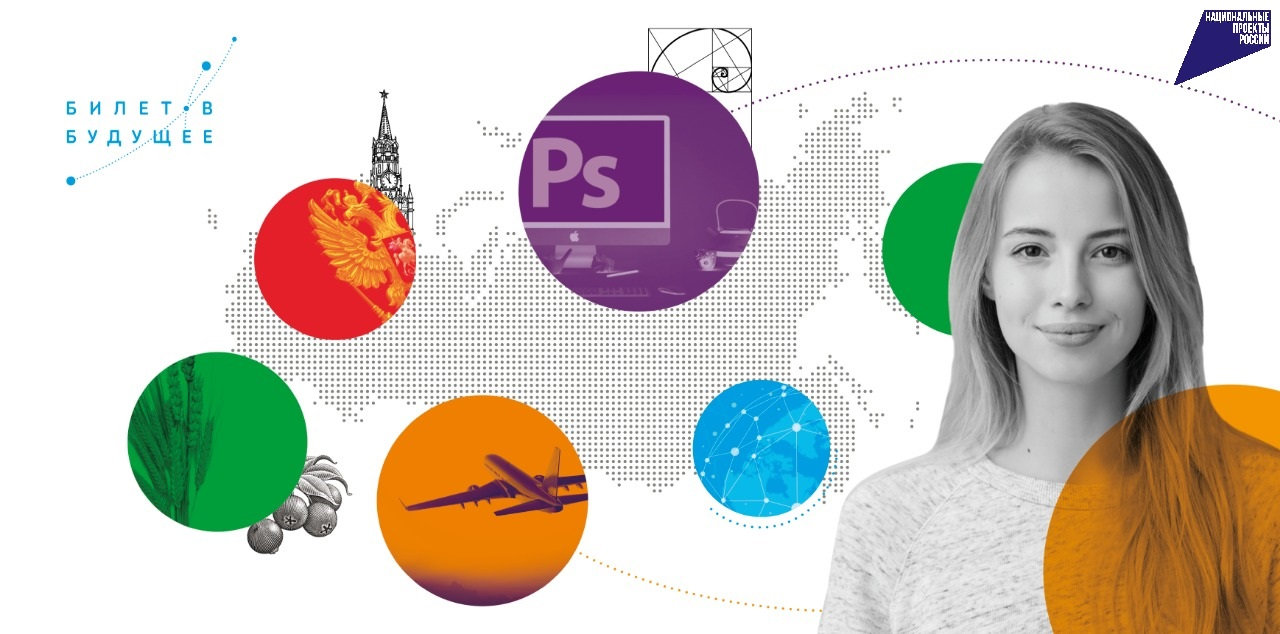 БИЛЕТ В
БУДУЩЕЕ
Ps
НАЦИОНАЛЬНЫЕ
ПРОЕКТЫ
РОССИИ